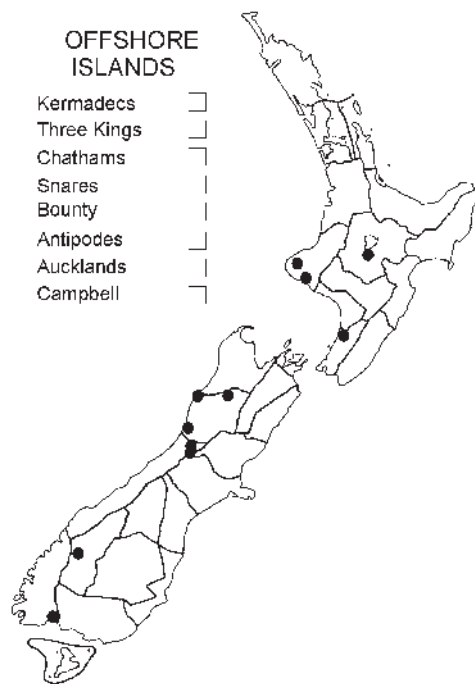 OFFSHORE
ISLANDS
Kermadecs
Three Kings
Chathams
Snares
Bounty
Antipodes
Aucklands
Campbell